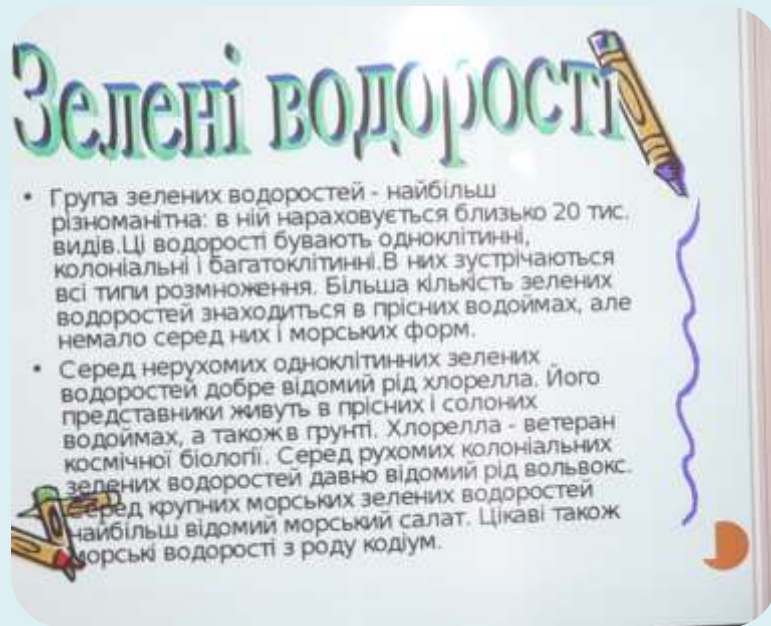 Зелені водорості
• Група зелених водоростей - найбільш
різноманітна: в ній нараховується близько 20 тис.
видів.Ці водорості бувають одноклітинні,
колоніальні і багатоклітинні.В них зустрічаються
всі типи розмноження. Більша кількість зелених
водоростей знаходиться в прісних водоймах, але
немало серед них і морських форм.
• Серед нерухомих одноклітинних зелених
водоростей добре відомий рід хлорелла. Його
представники живуть в прісних і солоних
водоймах, а також в грунті. Хлорелла - ветеран
космічної біології. Серед рухомих колоніальних
зелених водоростей давно відомий рід вольвокс.
Серед крупних морських зелених водоростей
найбільш відомий морський салат. Цікаві також
морські водорості з роду кодіум.